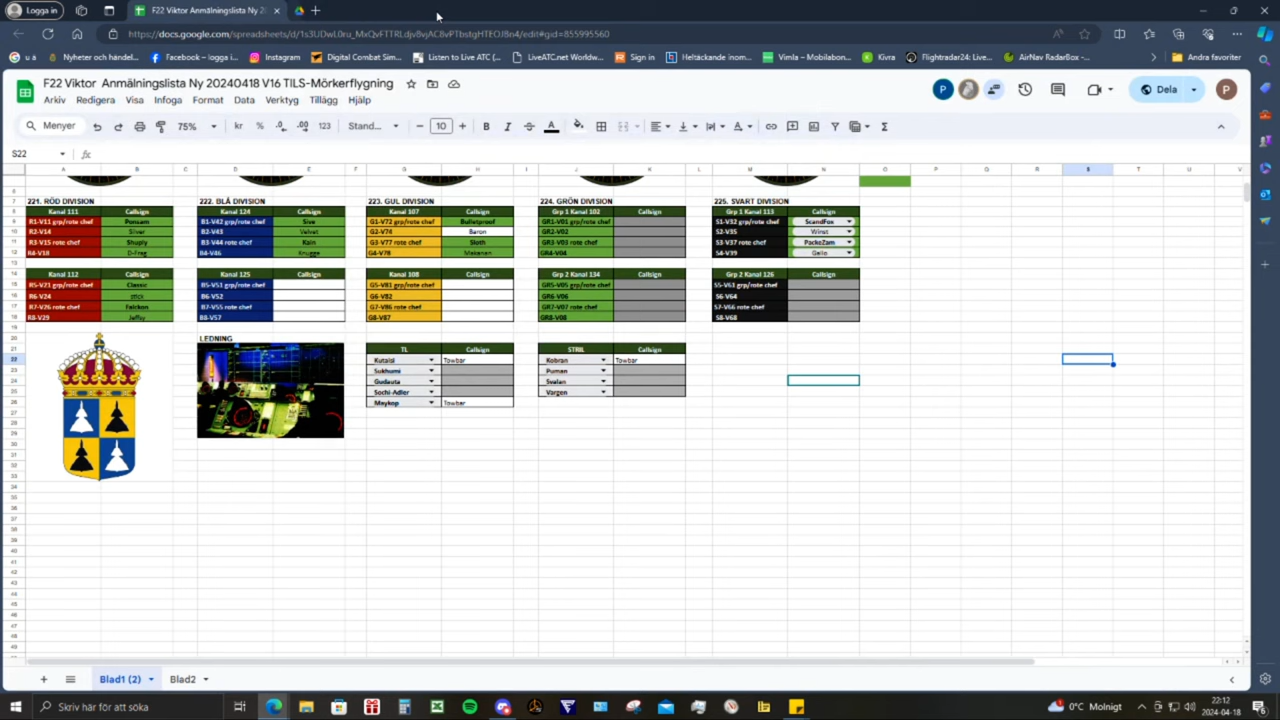 Logga in
F22 Viktor Anmälningslista Ny 2
https://docs.google.com/spreadsheets/d/
/edit#gid=855995560
u á
Nyheter och händel...
Facebook – logga i...
Instagram
Digital Combat Sim...
Listen to Live ATC (...
LiveATC.net Worldw...
Sign in
Heltäckande inom...
Vimla – Mobilabon...
Kivra
Flightradar24: Live...
AirNav RadarBox -...
Andra favoriter
F22 Viktor Anmälningslista Ny 20240418 V16 TILS-Mörkerflygning
Arkiv Redigera Visa Infoga Format Data Verktyg Tillägg Hjälp
P
Dela
P
Menyer
75%
kr % .0 .00 123
Stand...
10
B I A
S22
fx
A B C D E F G H I J K L M N O P Q R S T U V
221. RÖD DIVISION 222. BLÅ DIVISION 223. GUL DIVISION 224. GRÖN DIVISION 225. SVART DIVISION
Kanal 111 Callsign Kanal 124 Callsign Kanal 107 Callsign Grp 1 Kanal 102 Callsign Grp 1 Kanal 113 Callsign
R1-V11 grp/rote chef Ponsam B1-V42 grp/rote chef Sive G1-V72 grp/rote chef Bulletproof GR1-V01 grp/rote chef S1-V32 grp/rote chef ScandFox
R2-V14 Silver B2-V43 Velvet G2-V74 Baron GR2-V02 S2-V35 Winst
R3-V15 rote chef Shuply B3-V44 rote chef Kain G3-V77 rote chef Sloth GR3-V03 rote chef S3-V37 rote chef PackoZam
R4-V18 D-Frag B4-V46 Knugge G4-V78 Mekanan GR4-V04 S4-V39 Gallo
Kanal 112 Callsign Kanal 125 Callsign Kanal 108 Callsign Grp 2 Kanal 134 Callsign Grp 2 Kanal 126 Callsign
R5-V21 grp/rote chef Classic B5-V51 grp/rote chef G5-V81 grp/rote chef GR5-V05 grp/rote chef S5-V63 grp/rote chef
R6-V24 B6-V52 G6-V82 GR6-V06 S6-V64
R7-V26 rote chef Falcken B7-V55 rote chef G7-V86 rote chef GR7-V07 rote chef S7-V66 rote chef
R8-V29 Jaffsy B8-V57 G8-V87 GR8-V08 S8-V68
LEDNING
TL Callsign STRIL Callsign
Kutaisi Towbar Kobran Towbar
Sukhumi Puman
Gudauta Svalan
Sochi-Adler Vargen
Maykop Towbar
Blad1 (2)
Blad2
Skriv här för att söka
0°C Molnigt
22:12
2024-04-18